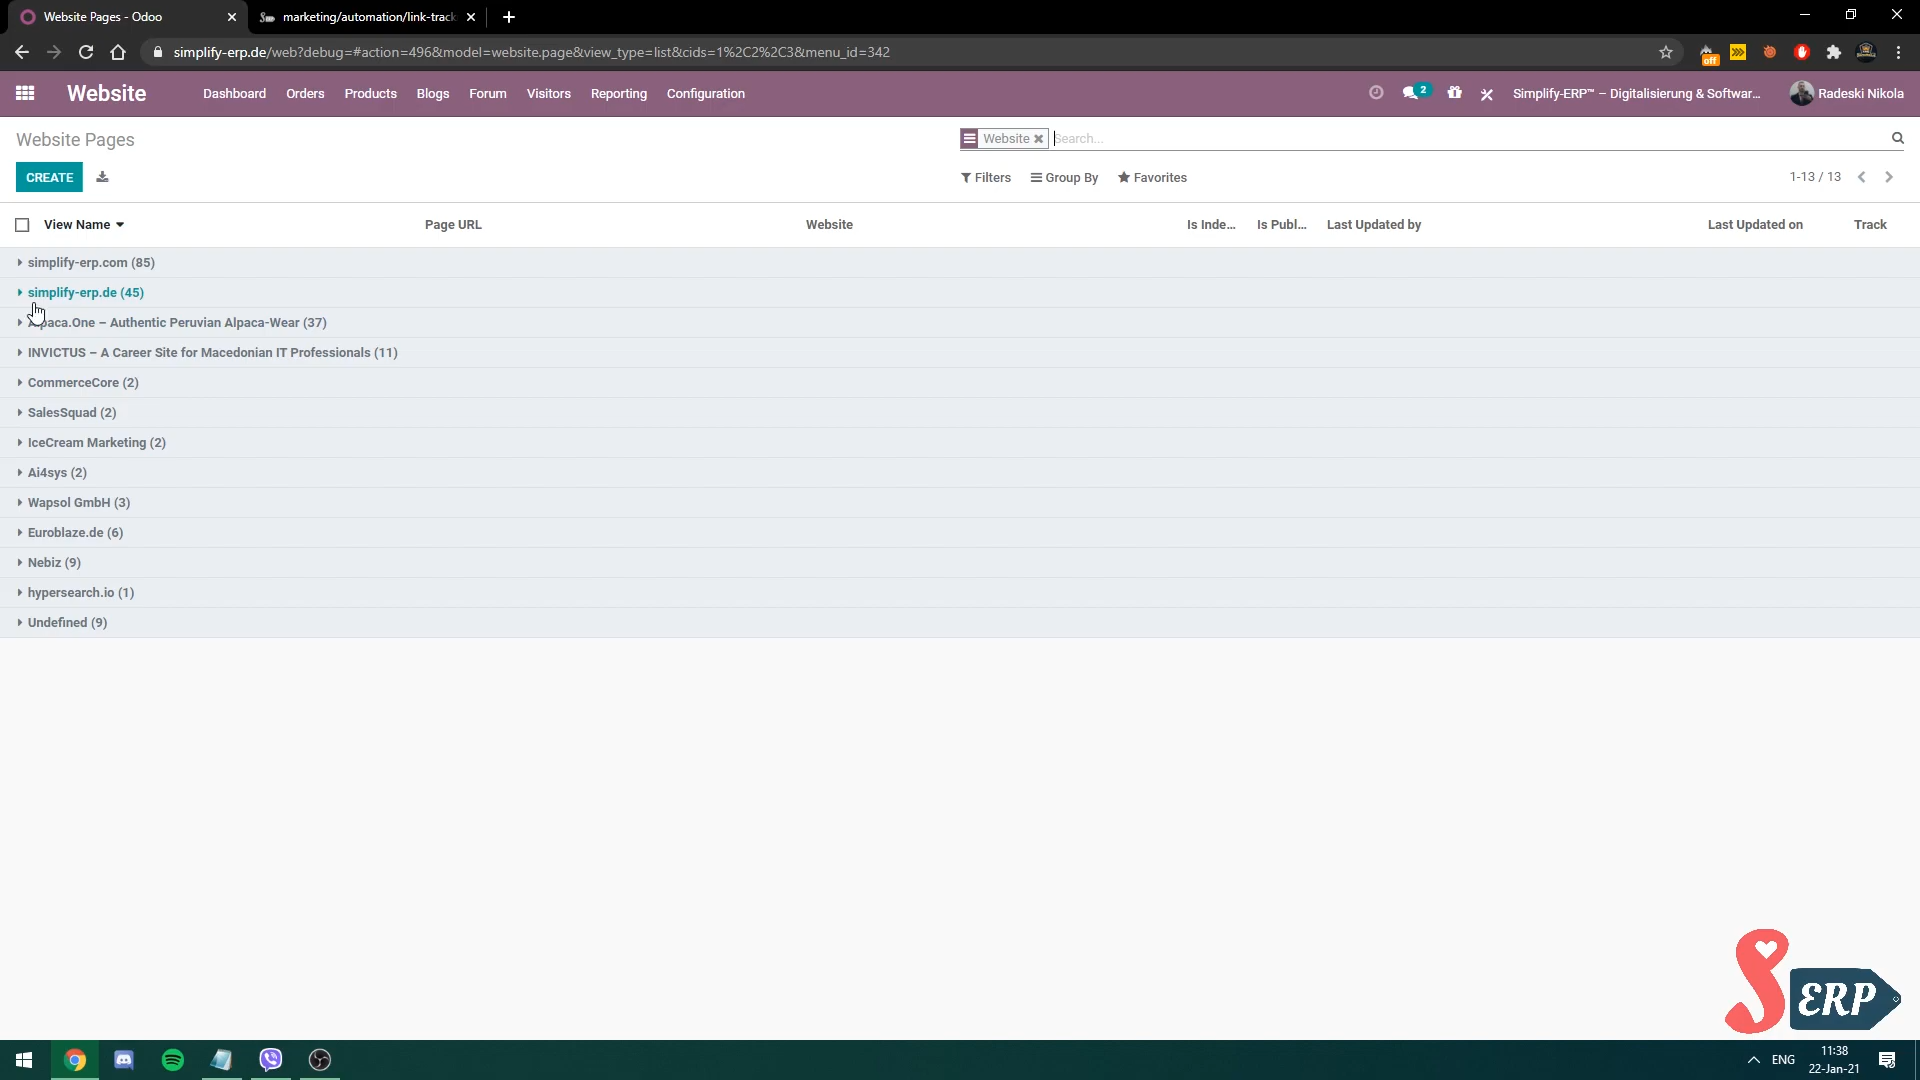 Website Pages - Odoo
marketing/automation/link-track
simplify-erp.de/web?debug=#action=496&model=website.page&view_type=list&cids=1%2C2%2C3&menu_id=342
off
Website
Dashboard
Orders
Products
Blogs
Forum
Visitors
Reporting
Configuration
2
Simplify-ERP™ – Digitalisierung & Softwar...
Radeski Nikola
Website Pages
Website
Search...
CREATE
Filters
Group By
Favorites
1-13 / 13
View Name
Page URL
Website
Is Inde...
Is Publ...
Last Updated by
Last Updated on
Track
simplify-erp.com (85)
simplify-erp.de (45)
Alpaca.One – Authentic Peruvian Alpaca-Wear (37)
INVICTUS – A Career Site for Macedonian IT Professionals (11)
CommerceCore (2)
SalesSquad (2)
IceCream Marketing (2)
Ai4sys (2)
Wapsol GmbH (3)
Euroblaze.de (6)
Nebiz (9)
hypersearch.io (1)
Undefined (9)
S ERP
ENG
11:38
22-Jan-21